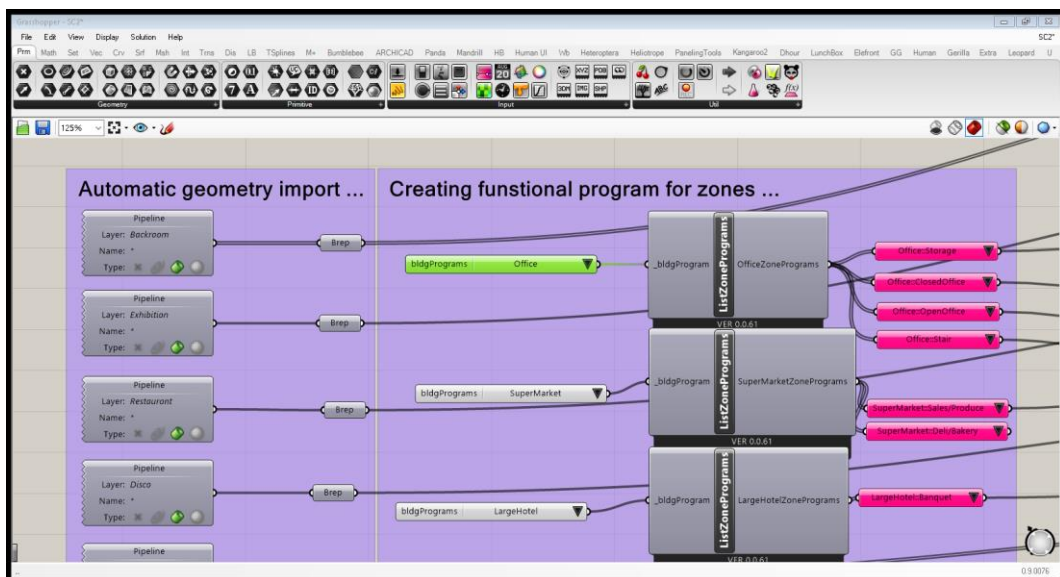 Grasshopper - SC2*
File Edit View Display Solution Help SC2*
Prm Math Set Vec Crv Srf Msh Int Trns Dis LB TSplines M+ Bumblebee ARCHICAD Panda Mandrill HB Human UI Wb Heteroptera Heliotrope PanelingTools Kangaroo2 Dhour LunchBox Elefront GG Human Gerilla Extra Leopard U
Geometry Primitive Input Util
125%
Automatic geometry import ... Creating funstional program for zones ...
Pipeline
Layer: Backroom
Name: *
Type:
Brep
bldgPrograms Office
_bldgProgram ListZonePrograms OfficeZonePrograms
VER 0.0.61
Office::Storage
Office::ClosedOffice
Office::OpenOffice
Office::Stair
Pipeline
Layer: Exhibition
Name: *
Type:
Brep
bldgPrograms SuperMarket
_bldgProgram ListZonePrograms SuperMarketZonePrograms
VER 0.0.61
SuperMarket::Sales/Produce
SuperMarket::Deli/Bakery
Pipeline
Layer: Restaurant
Name: *
Type:
Brep
bldgPrograms LargeHotel
_bldgProgram ListZonePrograms LargeHotelZonePrograms
VER 0.0.61
LargeHotel::Banquet
Pipeline
Layer: Disco
Name: *
Type:
Brep
Pipeline
0.9.0076